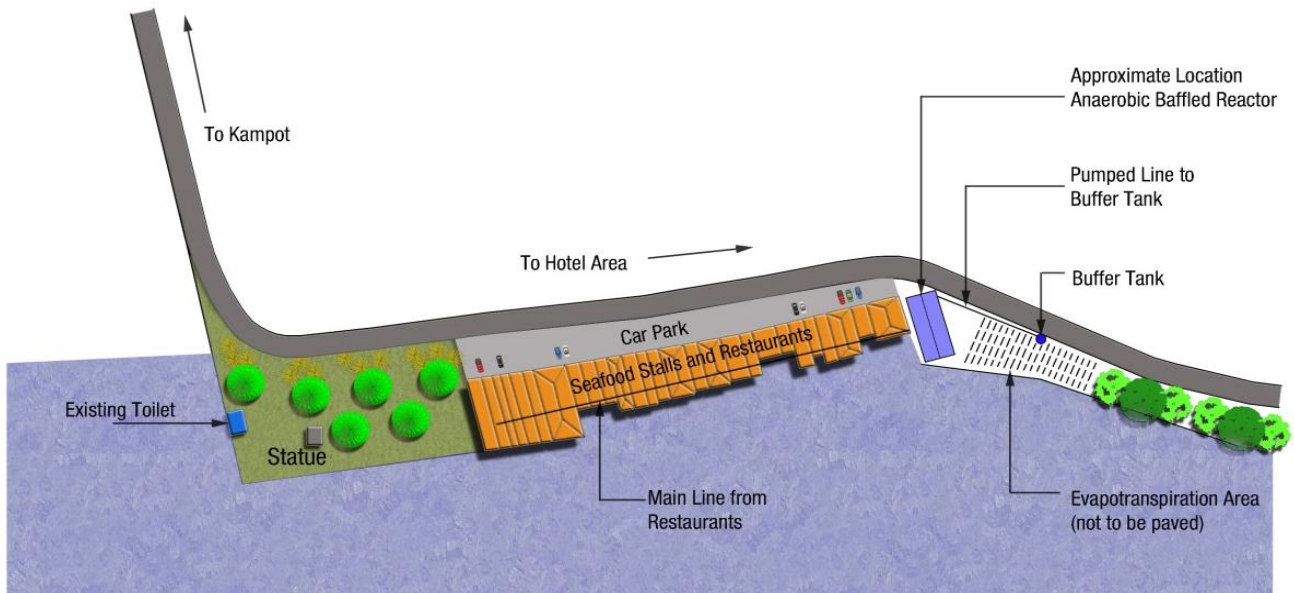 Approximate Location
Anaerobic Baffled Reactor
To Kampot
Pumped Line to
Buffer Tank
To Hotel Area
Buffer Tank
Car Park
Seafood Stalls and Restaurants
Existing Toilet
Statue
Main Line from
Restaurants
Evapotranspiration Area
(not to be paved)